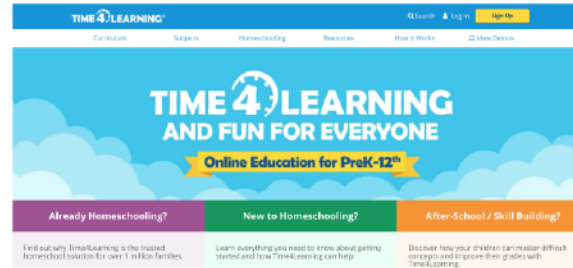 TIME4LEARNING
Search Log In Sign Up
Curriculum Subjects Homeschooling Resources How It Works View Demos
TIME 4 LEARNING
AND FUN FOR EVERYONE
Online Education for PreK-12th
Already Homeschooling? New to Homeschooling? After-School / Skill Building?
Find out why Time4Learning is the trusted
homeschool solution for over 1 million families.
Learn everything you need to know about getting
started and how Time4Learning can help.
Discover how your children can master difficult
concepts and improve their grades with
Time4Learning.